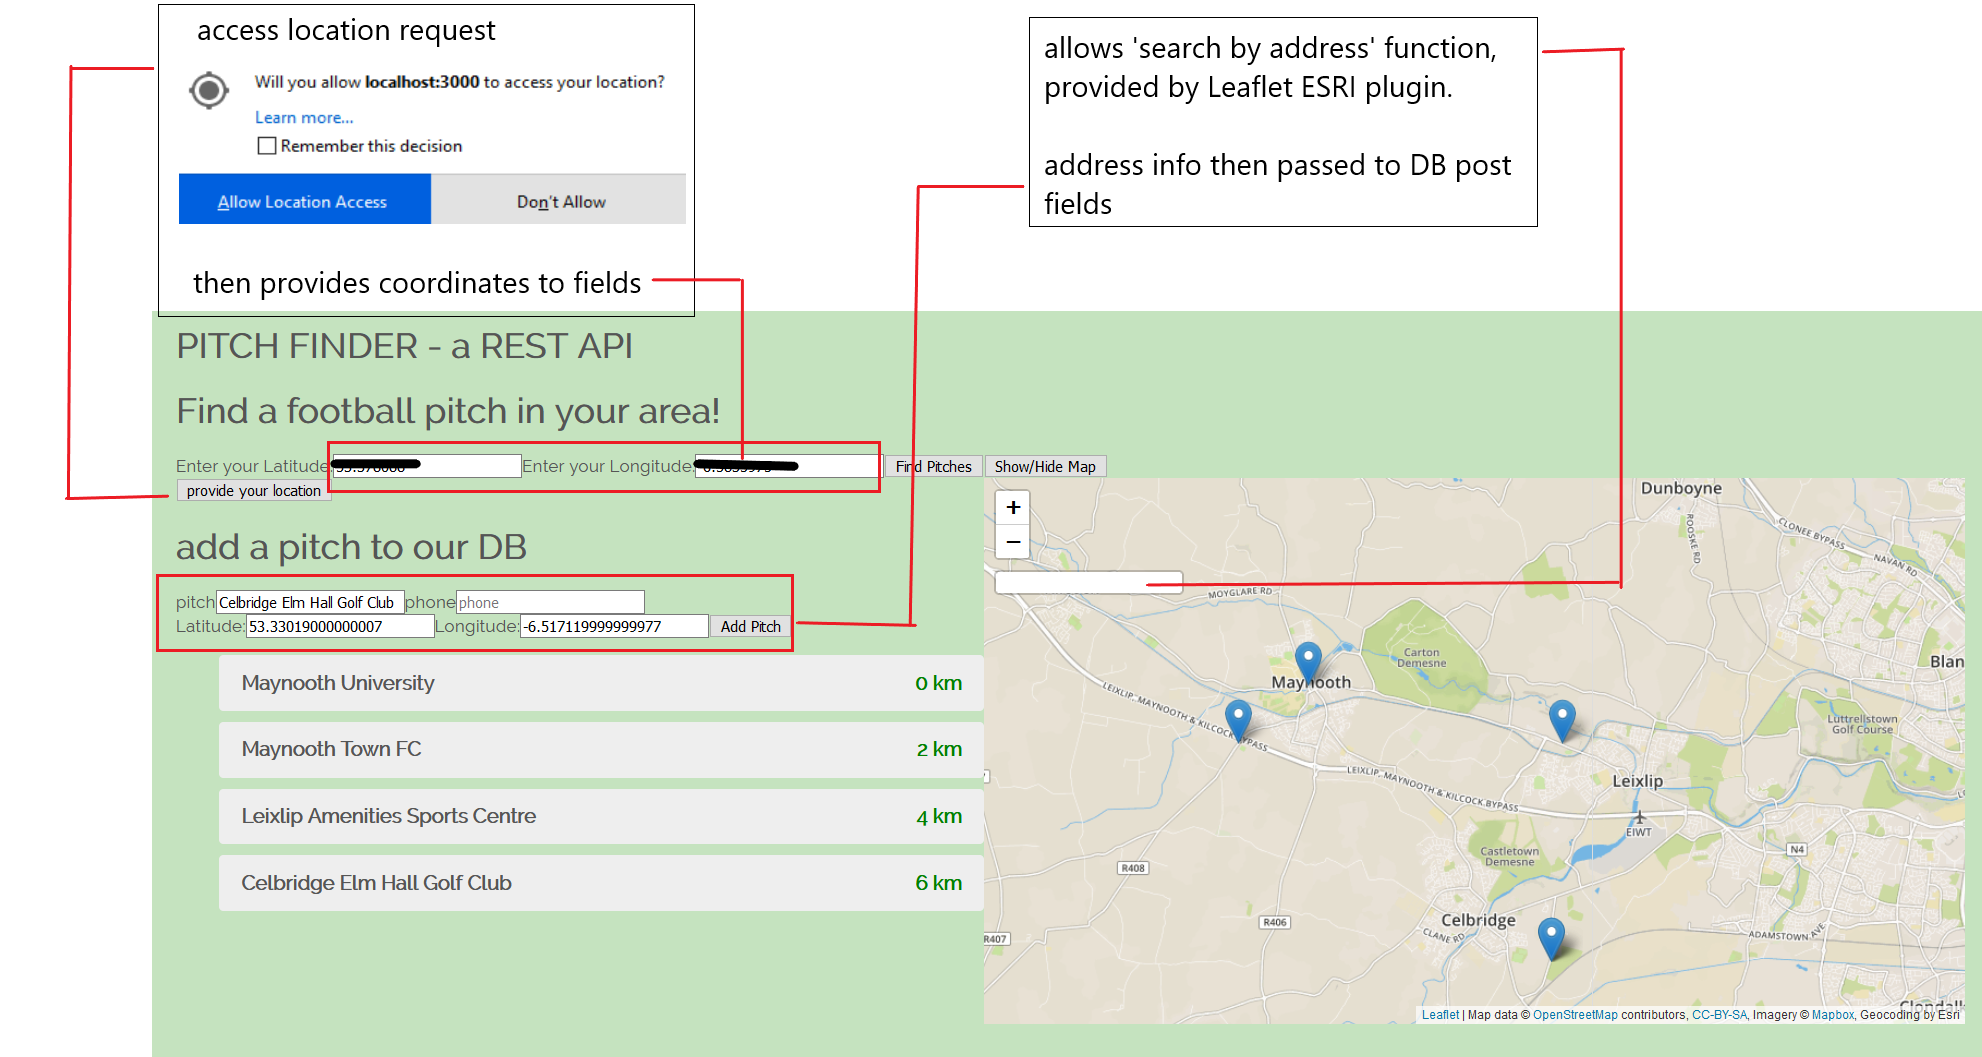 access location request
Will you allow localhost:3000 to access your location?
Learn more...
Remember this decision
Allow Location Access
Don't Allow
then provides coordinates to fields
allows 'search by address' function,
provided by Leaflet ESRI plugin.
address info then passed to DB post
fields
PITCH FINDER - a REST API
Find a football pitch in your area!
Enter your Latitude:
Enter your Longitude:
Find Pitches
Show/Hide Map
provide your location
add a pitch to our DB
pitch Celbridge Elm Hall Golf Club phone phone
Latitude: 53.33019000000007 Longitude: -6.517119999999977 Add Pitch
Maynooth University 0 km
Maynooth Town FC 2 km
Leixlip Amenities Sports Centre 4 km
Celbridge Elm Hall Golf Club 6 km
+
−
Dunboyne
ROOSKE RD
CLONEE BYPASS
NAVAN RD
MOYGLARE RD
Carton
Demesne
Blan
Maynooth
LEIXLIP, MAYNOOTH & KILCOCK BYPASS
Luttrellstown
Golf Course
LEIXLIP, MAYNOOTH & KILCOCK BYPASS
Leixlip
EIWT
Castletown
Demesne
N4
R408
Celbridge
R406
CLANE RD
R407
ADAMSTOWN AVE
Leaflet | Map data © OpenStreetMap contributors, CC-BY-SA, Imagery © Mapbox, Geocoding by Esri